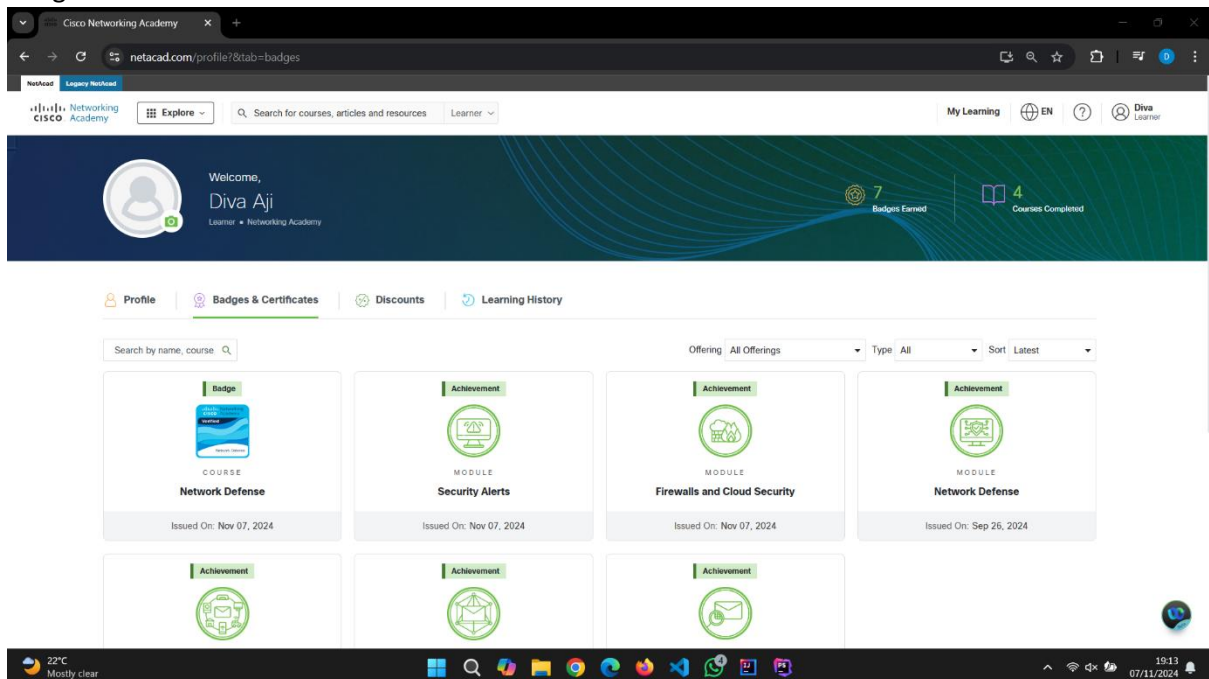 Cisco Networking Academy
netacad.com/profile?&tab=badges
D
NetAcad Legacy NetAcad
CISCO Networking Academy
Explore
Search for courses, articles and resources Learner
My Learning EN ? Diva
Learner
Welcome,
Diva Aji
Learner • Networking Academy
7
Badges Earned
4
Courses Completed
Profile Badges & Certificates Discounts Learning History
Search by name, course
Offering All Offerings Type All Sort Latest
Badge
COURSE
Network Defense
Issued On: Nov 07, 2024
Achievement
MODULE
Security Alerts
Issued On: Nov 07, 2024
Achievement
MODULE
Firewalls and Cloud Security
Issued On: Nov 07, 2024
Achievement
MODULE
Network Defense
Issued On: Sep 26, 2024
Achievement
Achievement
Achievement
22°C
Mostly clear
4
19:13
07/11/2024